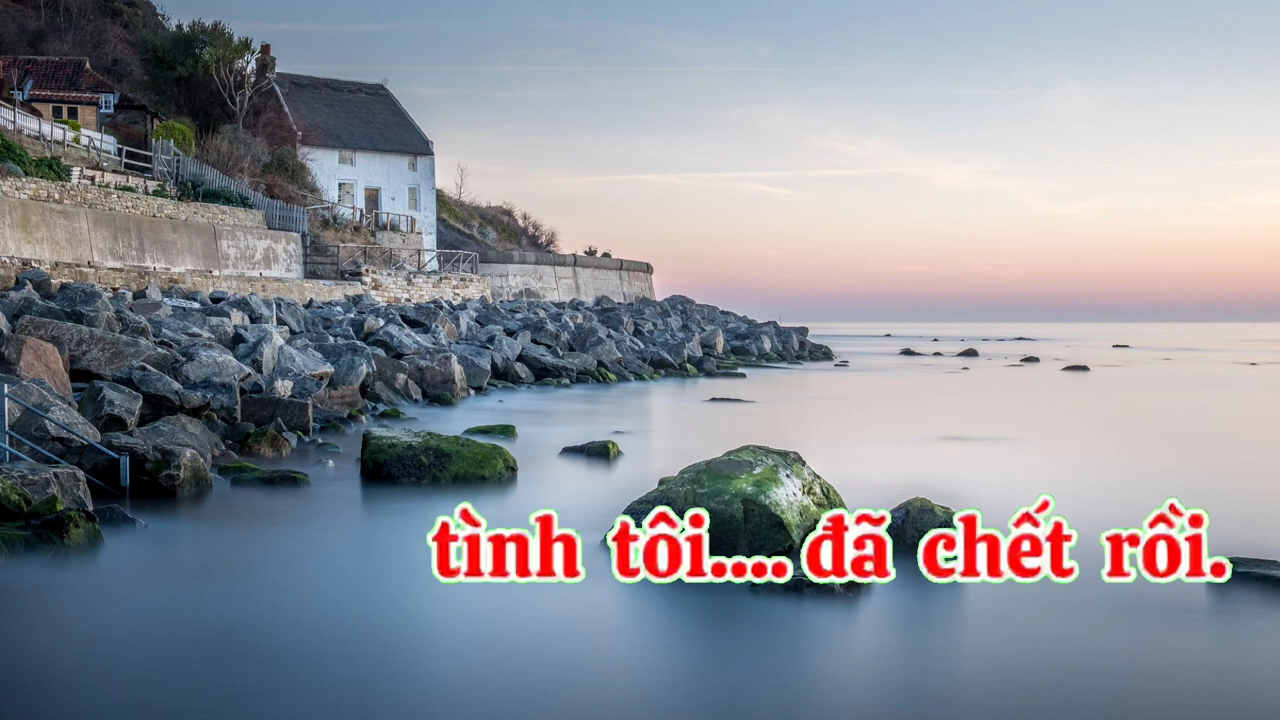 tình tôi.... đã chết rồi.